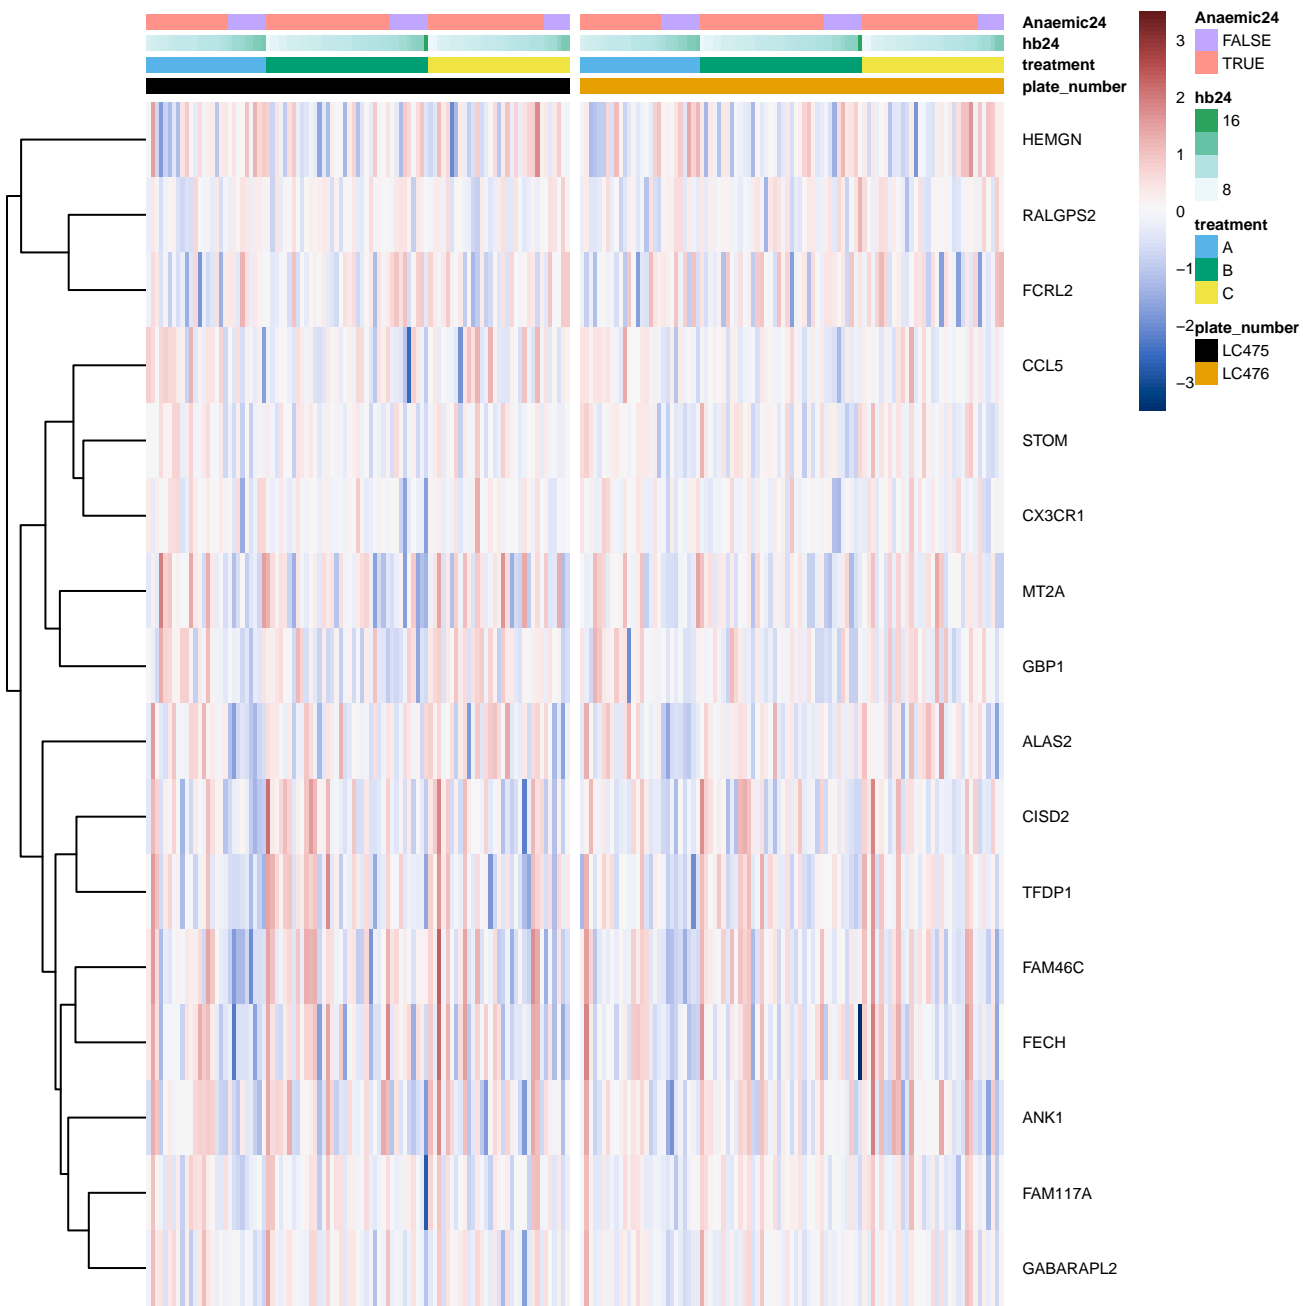 Anaemic24
hb24
treatment
plate_number
HEMGN
RALGPS2
FCRL2
CCL5
STOM
CX3CR1
MT2A
GBP1
ALAS2
CISD2
TFDP1
FAM46C
FECH
ANK1
FAM117A
GABARAPL2
3
2
1
0
−1
−2
−3
Anaemic24
FALSE
TRUE
hb24
16
8
treatment
A
B
C
plate_number
LC475
LC476